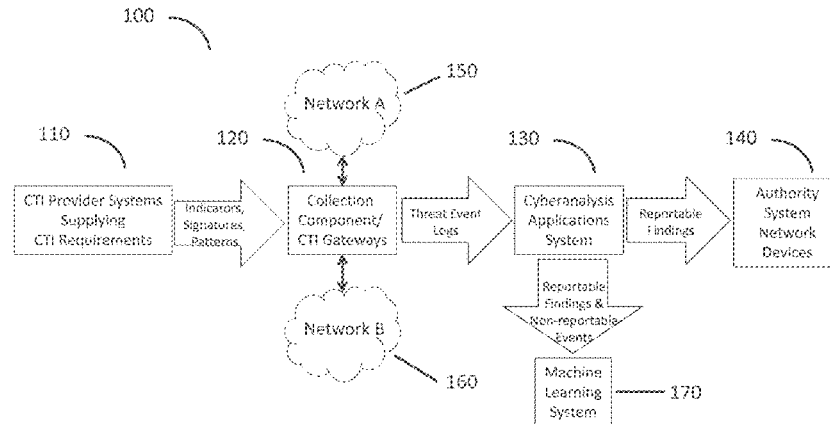 100
150
Network A
110
120
130
140
CTI Provider Systems
Supplying
CTI Requirements
Indicators,
Signatures,
Patterns
Collection
Component/
CTI Gateways
Threat Event
Logs
Cyberanalysis
Applications
System
Reportable
Findings
Authority
System
Network
Devices
Network B
160
Reportable
Findings &
Non-reportable
Events
Machine
Learning
System
170